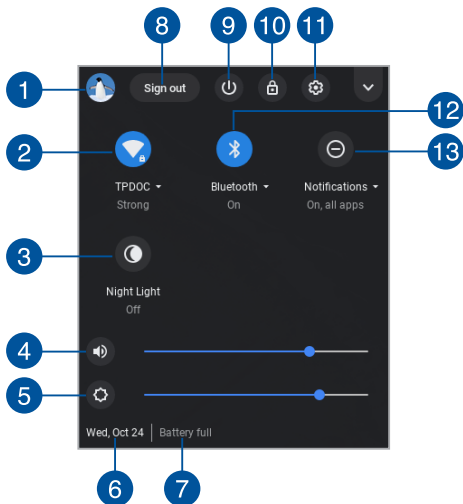 8
9
10
11
1
Sign out
12
2
13
TPDOC
Bluetooth
Notifications
Strong
On
On, all apps
3
Night Light
Off
4
5
Wed, Oct 24 | Battery full
6
7